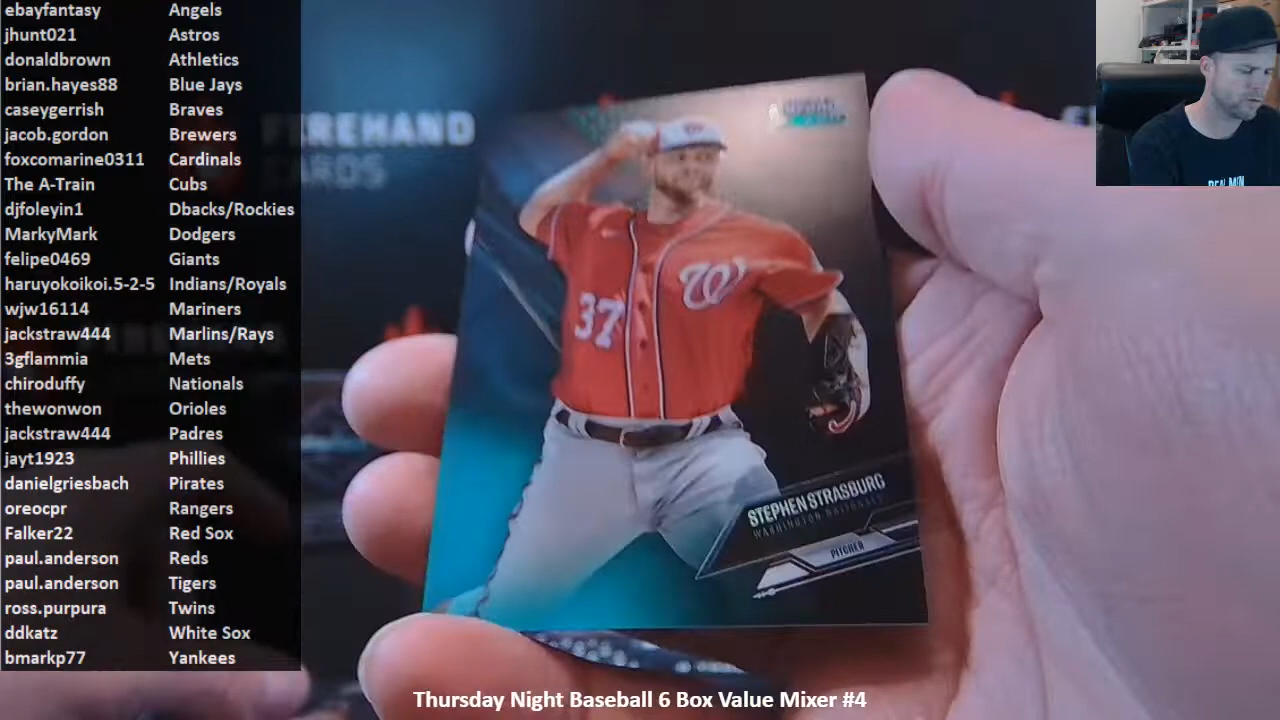 ebayfantasy Angels
jhunt021 Astros
donaldbrown Athletics
brian.hayes88 Blue Jays
caseygerrish Braves
jacob.gordon Brewers
foxcomarine0311 Cardinals
The A-Train Cubs
djfoleyin1 Dbacks/Rockies
MarkyMark Dodgers
felipe0469 Giants
haruyokoikoi.5-2-5 Indians/Royals
wjw16114 Mariners
jackstraw444 Marlins/Rays
3gflammia Mets
chiroduffy Nationals
thewonwon Orioles
jackstraw444 Padres
jayt1923 Phillies
danielgriesbach Pirates
oreocpr Rangers
Falker22 Red Sox
paul.anderson Reds
paul.anderson Tigers
ross.purpura Twins
ddkatz White Sox
bmarkp77 Yankees
CARDS
W
37
STEPHEN STRASBURG
WASHINGTON NATIONALS
PITCHER
Thursday Night Baseball 6 Box Value Mixer #4